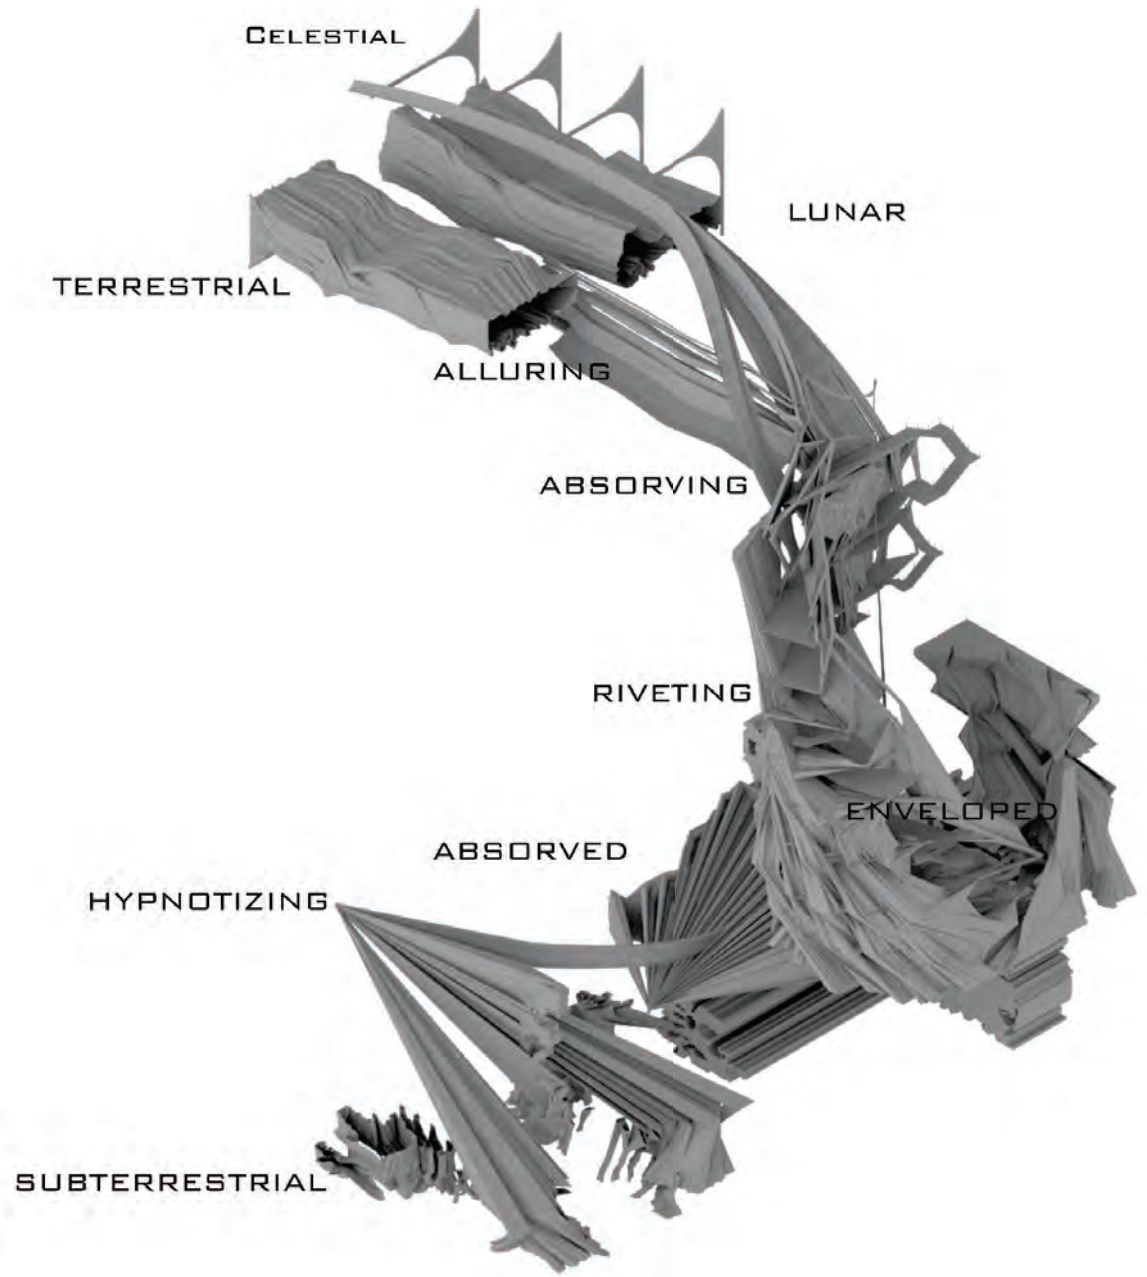 Celestial
LUNAR
TERRESTRIAL
ALLURING
ABSORVING
RIVETING
ENVELOPED
ABSORVED
HYPNOTIZING
SUBTERRESTRIAL